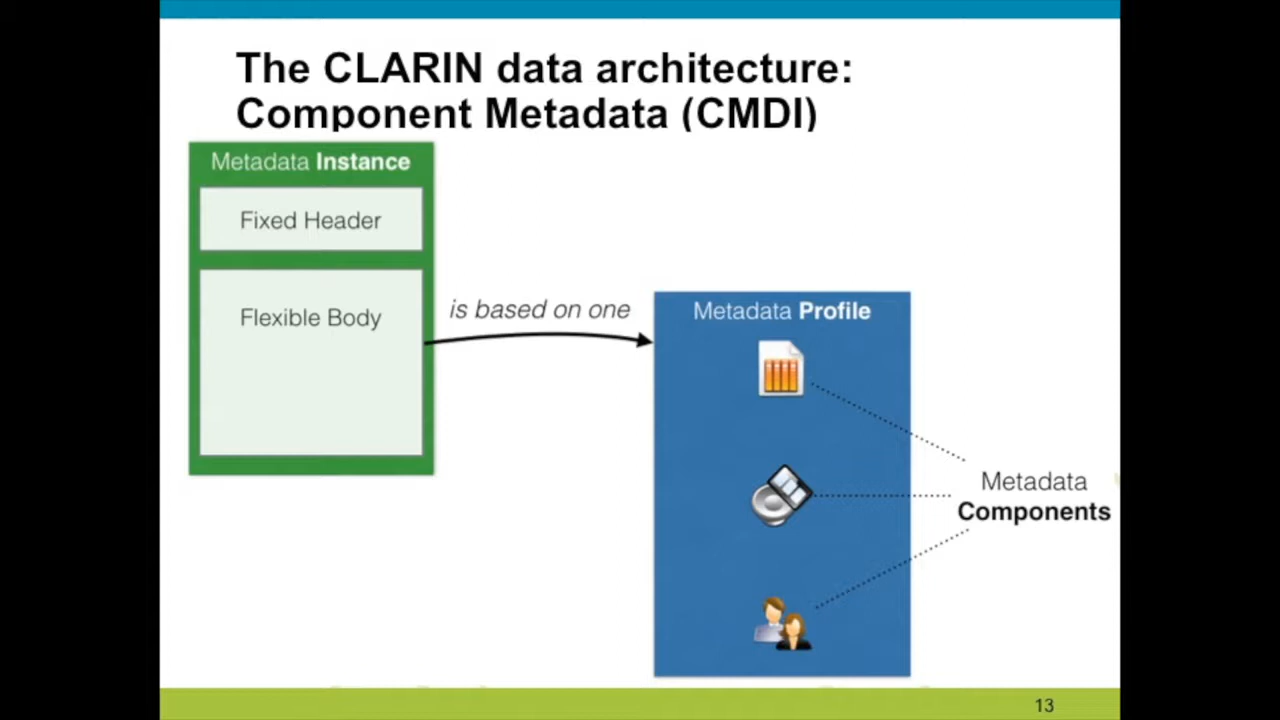 The CLARIN data architecture:
Component Metadata (CMDI)
Metadata Instance
Fixed Header
Flexible Body
is based on one
Metadata Profile
Metadata
Components
13